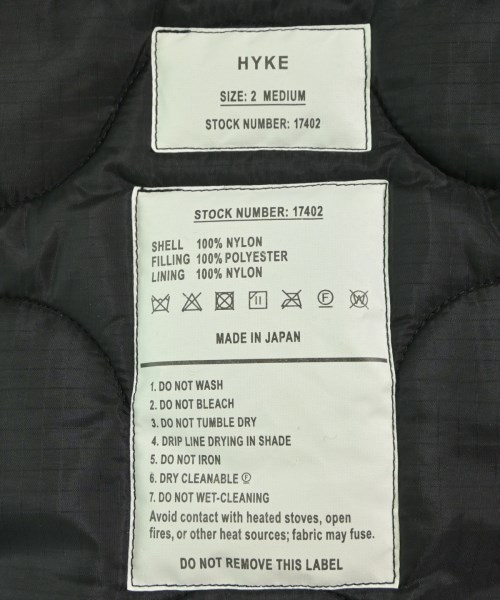 HYKE
SIZE: 2 MEDIUM
STOCK NUMBER: 17402
STOCK NUMBER: 17402
SHELL 100% NYLON
FILLING 100% POLYESTER
LINING 100% NYLON
MADE IN JAPAN
1. DO NOT WASH
2. DO NOT BLEACH
3. DO NOT TUMBLE DRY
4. DRIP LINE DRYING IN SHADE
5. DO NOT IRON
6. DRY CLEANABLE Ⓟ
7. DO NOT WET-CLEANING
Avoid contact with heated stoves, open
fires, or other heat sources; fabric may fuse.
DO NOT REMOVE THIS LABEL